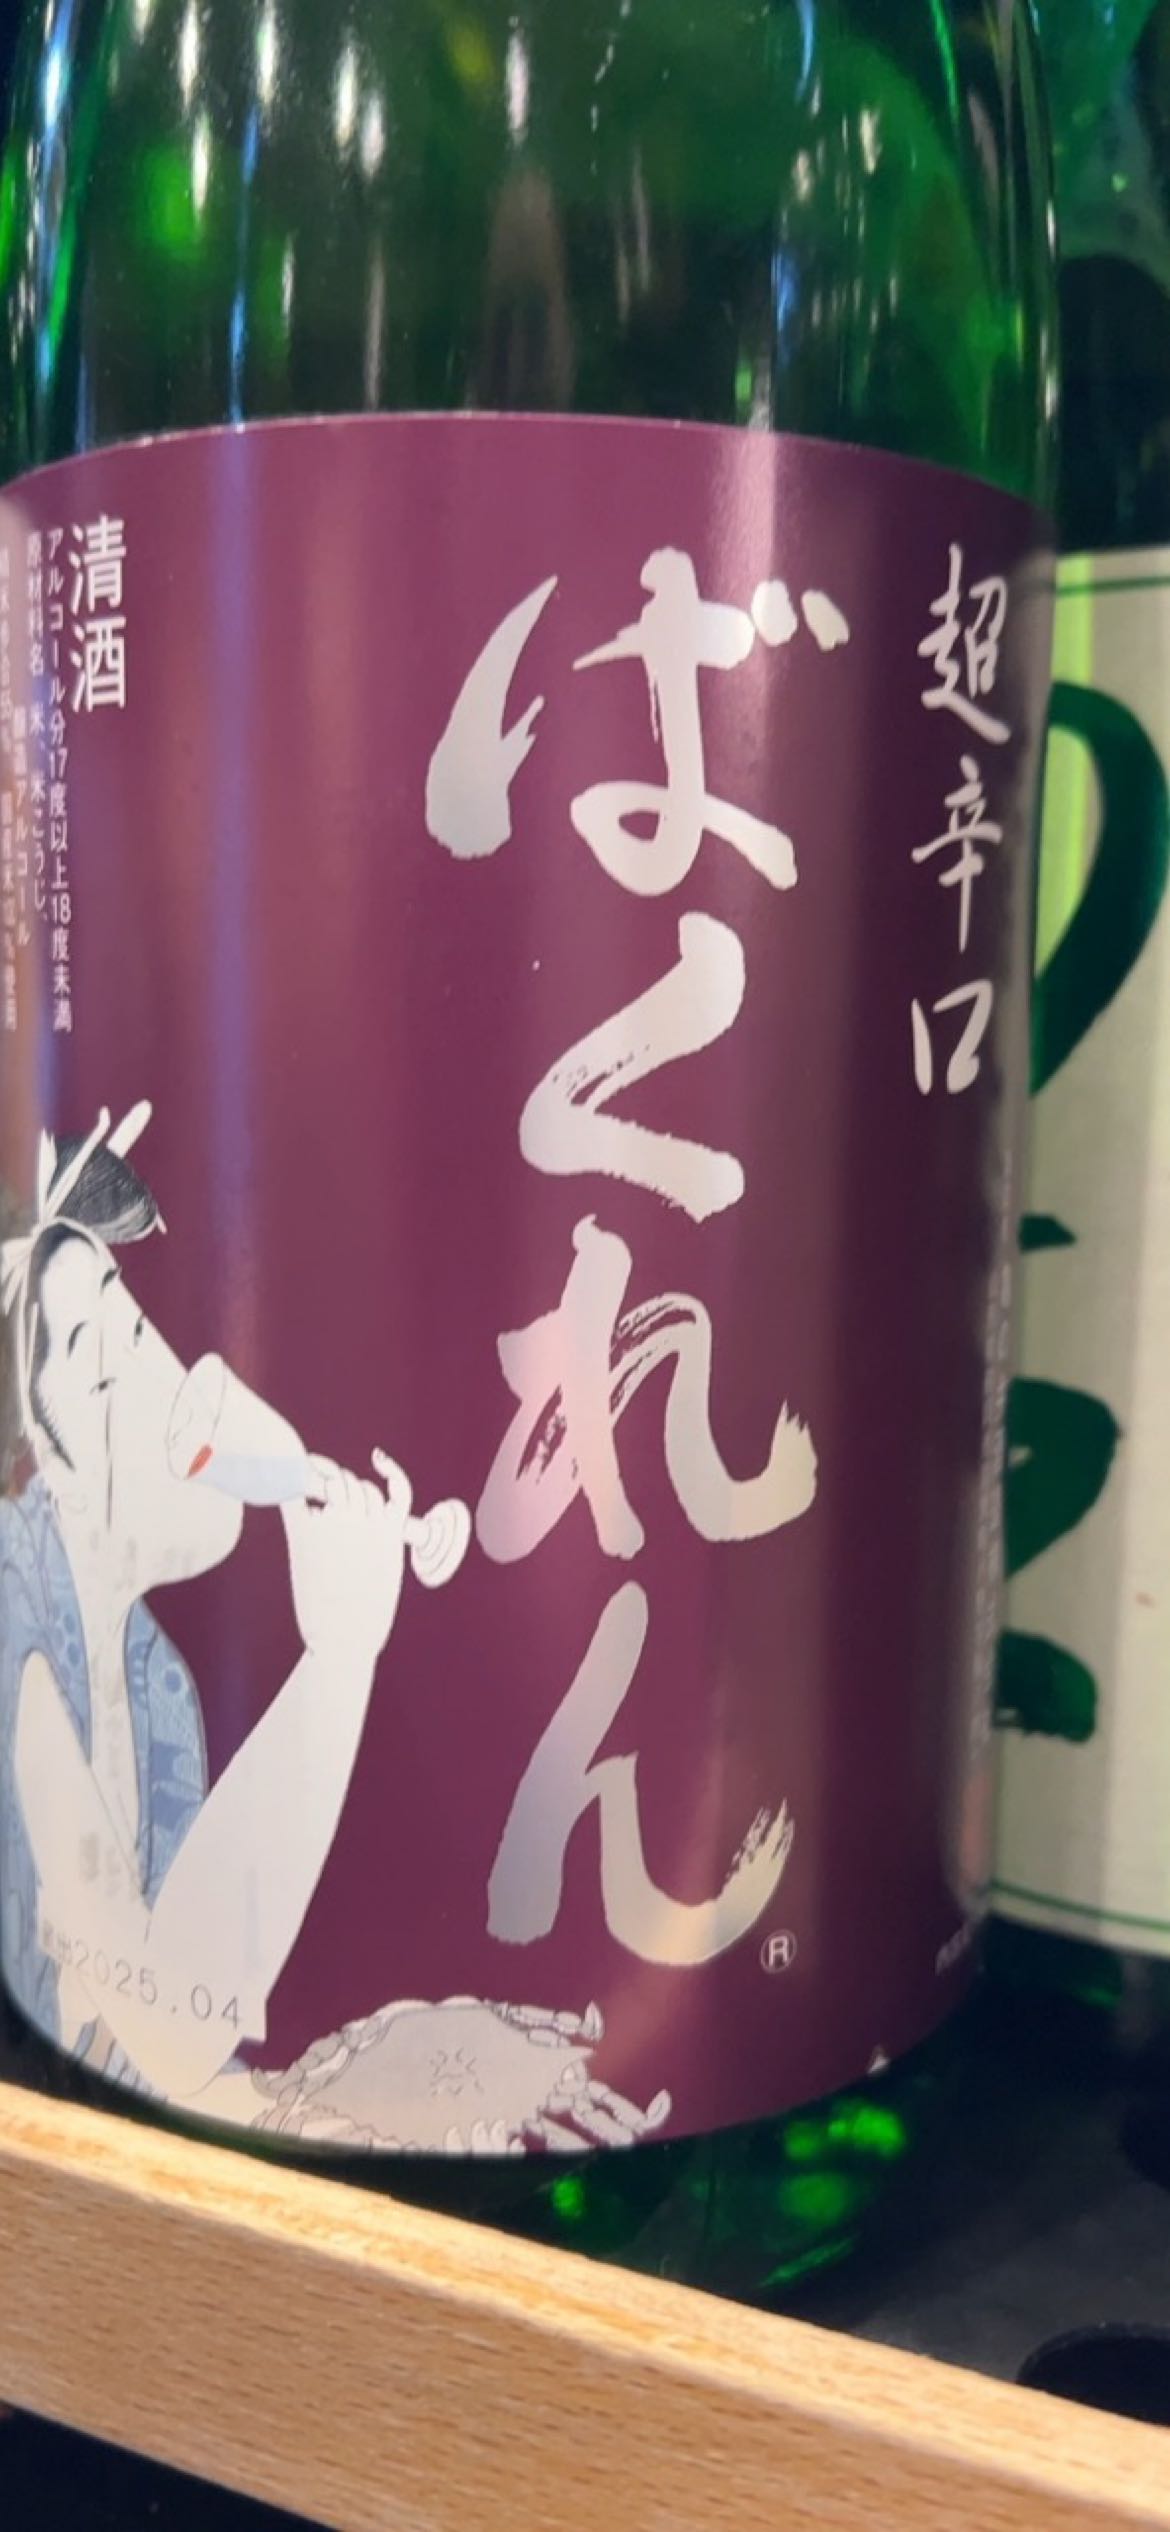 超辛口
ばくれん
®
清酒
アルコール分17度以上18度未満
原材料名 米、米こうじ、
醸造アルコール
2025.04